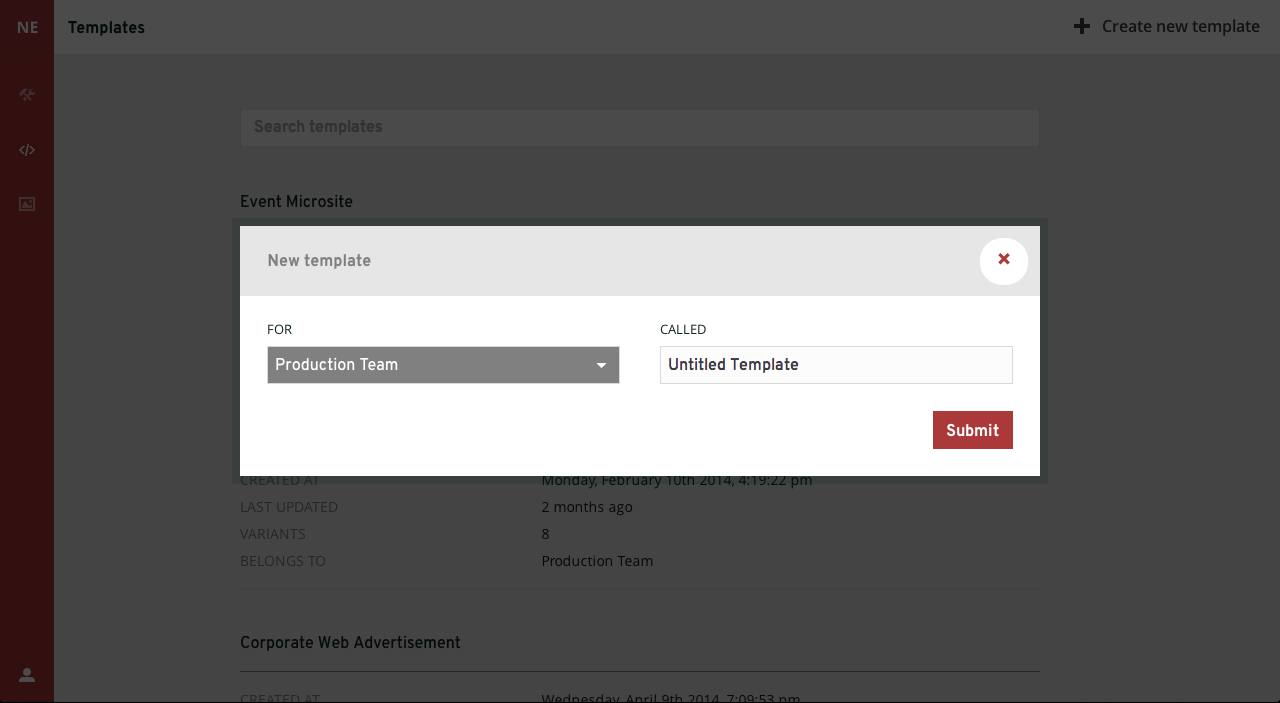 NE
Templates
Create new template
Search templates
Event Microsite
New template
FOR
CALLED
Production Team
Untitled Template
Submit
CREATED AT
Monday, February 10th 2014, 4:19:22 pm
LAST UPDATED
2 months ago
VARIANTS
8
BELONGS TO
Production Team
Corporate Web Advertisement
CREATED AT
Wednesday, April 9th 2014, 7:09:53 pm